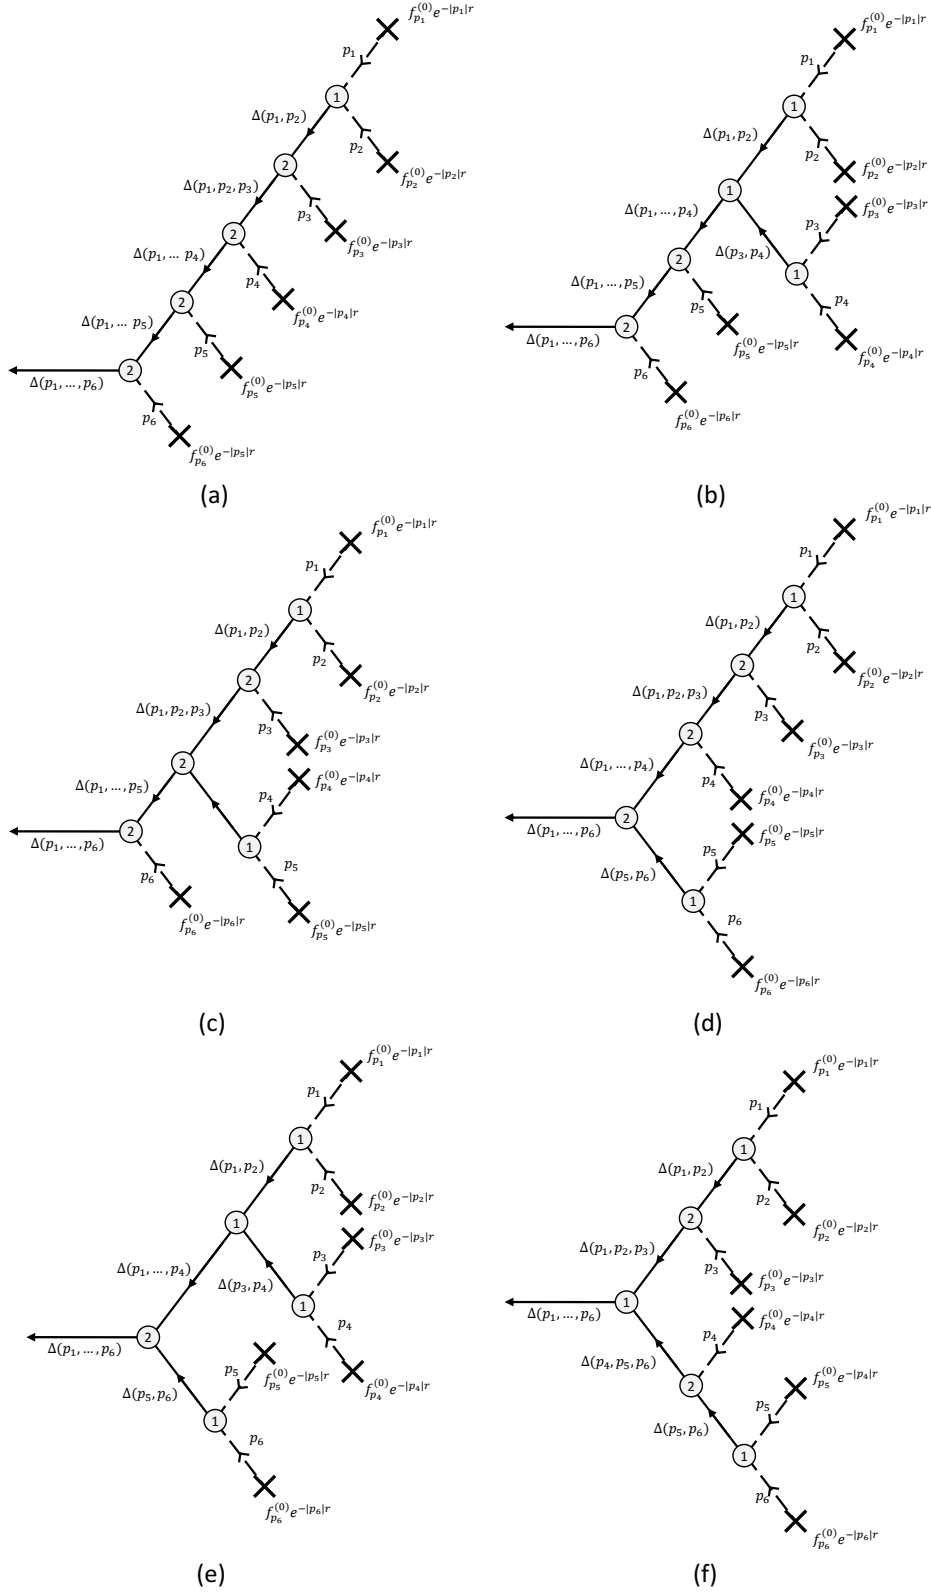 f_{p_1}^{(0)} e^{-|p_1|r}
p_1
1
Δ(p_1, p_2)
p_2
f_{p_2}^{(0)} e^{-|p_2|r}
2
Δ(p_1, p_2, p_3)
p_3
f_{p_3}^{(0)} e^{-|p_3|r}
2
Δ(p_1, … p_4)
p_4
f_{p_4}^{(0)} e^{-|p_4|r}
2
Δ(p_1, … p_5)
p_5
f_{p_5}^{(0)} e^{-|p_5|r}
2
Δ(p_1, …, p_6)
p_6
f_{p_6}^{(0)} e^{-|p_5|r}
(a)
f_{p_1}^{(0)} e^{-|p_1|r}
p_1
1
Δ(p_1, p_2)
p_2
f_{p_2}^{(0)} e^{-|p_2|r}
1
f_{p_3}^{(0)} e^{-|p_3|r}
p_3
Δ(p_1, …, p_4)
Δ(p_3, p_4)
1
p_4
f_{p_4}^{(0)} e^{-|p_4|r}
2
Δ(p_1, …, p_5)
p_5
f_{p_5}^{(0)} e^{-|p_5|r}
2
Δ(p_1, …, p_6)
p_6
f_{p_6}^{(0)} e^{-|p_6|r}
(b)
f_{p_1}^{(0)} e^{-|p_1|r}
p_1
1
Δ(p_1, p_2)
p_2
f_{p_2}^{(0)} e^{-|p_2|r}
2
Δ(p_1, p_2, p_3)
p_3
f_{p_3}^{(0)} e^{-|p_3|r}
2
f_{p_4}^{(0)} e^{-|p_4|r}
p_4
Δ(p_1, …, p_5)
1
p_5
f_{p_5}^{(0)} e^{-|p_5|r}
2
Δ(p_1, …, p_6)
p_6
f_{p_6}^{(0)} e^{-|p_6|r}
(c)
f_{p_1}^{(0)} e^{-|p_1|r}
p_1
1
Δ(p_1, p_2)
p_2
f_{p_2}^{(0)} e^{-|p_2|r}
2
Δ(p_1, p_2, p_3)
p_3
f_{p_3}^{(0)} e^{-|p_3|r}
2
Δ(p_1, …, p_4)
p_4
f_{p_4}^{(0)} e^{-|p_4|r}
2
Δ(p_1, …, p_6)
f_{p_5}^{(0)} e^{-|p_5|r}
p_5
Δ(p_5, p_6)
1
p_6
f_{p_6}^{(0)} e^{-|p_6|r}
(d)
f_{p_1}^{(0)} e^{-|p_1|r}
p_1
1
Δ(p_1, p_2)
p_2
f_{p_2}^{(0)} e^{-|p_2|r}
1
f_{p_3}^{(0)} e^{-|p_3|r}
p_3
Δ(p_1, …, p_4)
Δ(p_3, p_4)
1
p_4
f_{p_4}^{(0)} e^{-|p_4|r}
2
Δ(p_1, …, p_6)
p_5
f_{p_5}^{(0)} e^{-|p_5|r}
Δ(p_5, p_6)
1
p_6
f_{p_6}^{(0)} e^{-|p_6|r}
(e)
f_{p_1}^{(0)} e^{-|p_1|r}
p_1
1
Δ(p_1, p_2)
p_2
f_{p_2}^{(0)} e^{-|p_2|r}
2
Δ(p_1, p_2, p_3)
p_3
f_{p_3}^{(0)} e^{-|p_3|r}
1
Δ(p_1, …, p_6)
f_{p_4}^{(0)} e^{-|p_4|r}
p_4
Δ(p_4, p_5, p_6)
2
f_{p_5}^{(0)} e^{-|p_4|r}
p_5
Δ(p_5, p_6)
1
p_6
f_{p_6}^{(0)} e^{-|p_6|r}
(f)